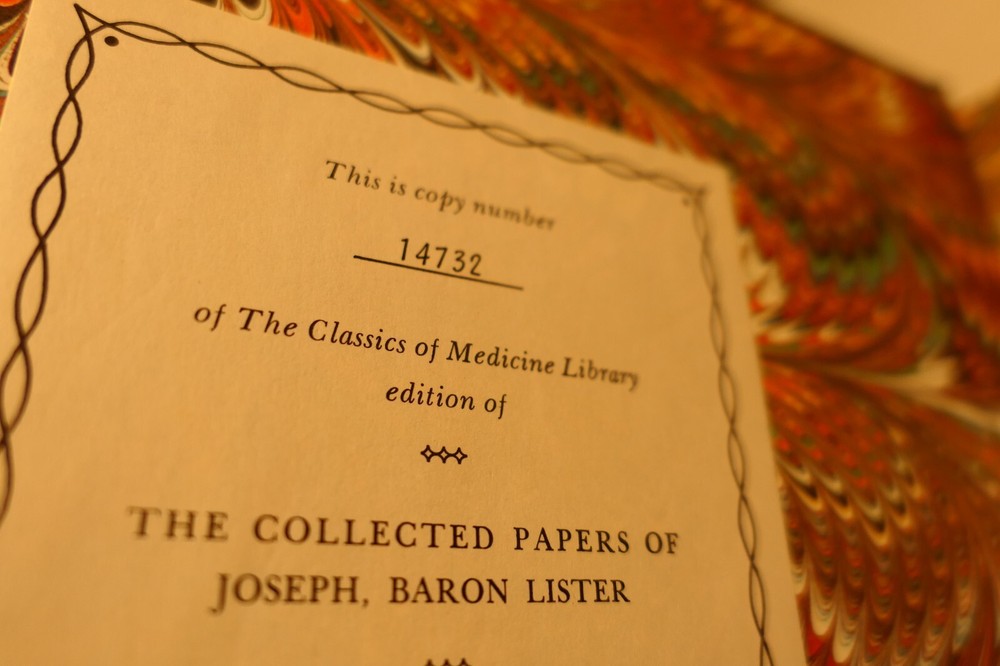 This is copy number
14732
of The Classics of Medicine Library
edition of
THE COLLECTED PAPERS OF
JOSEPH, BARON LISTER